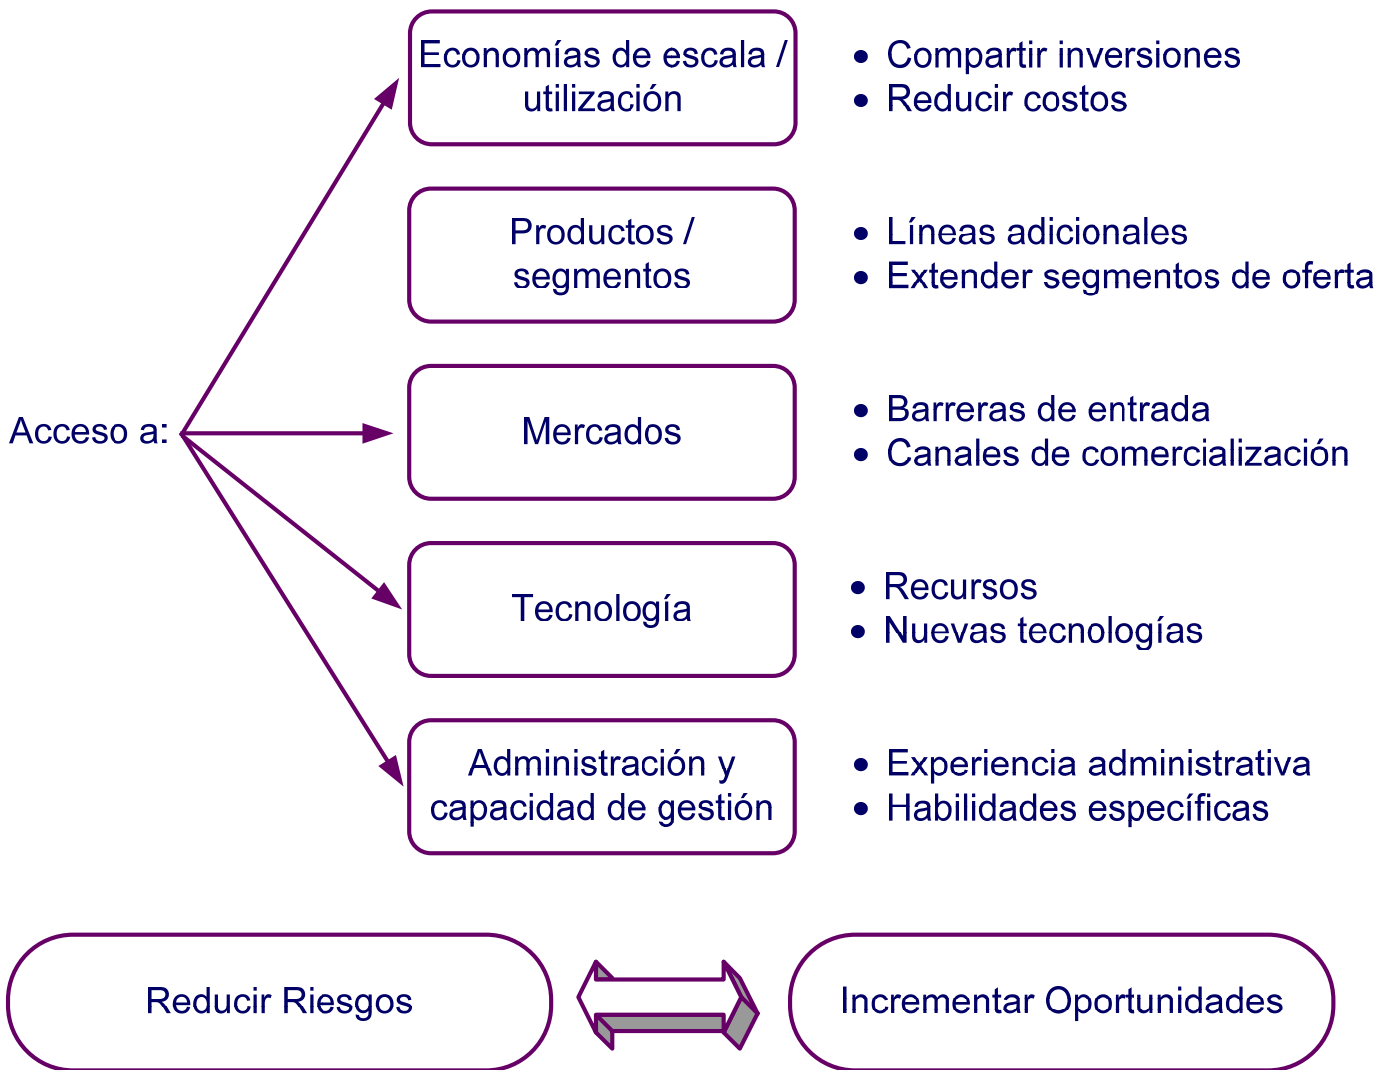 Economías de escala /
utilización
• Compartir inversiones
• Reducir costos
Productos /
segmentos
• Líneas adicionales
• Extender segmentos de oferta
Acceso a:
Mercados
• Barreras de entrada
• Canales de comercialización
Tecnología
• Recursos
• Nuevas tecnologías
Administración y
capacidad de gestión
• Experiencia administrativa
• Habilidades específicas
Reducir Riesgos
Incrementar Oportunidades